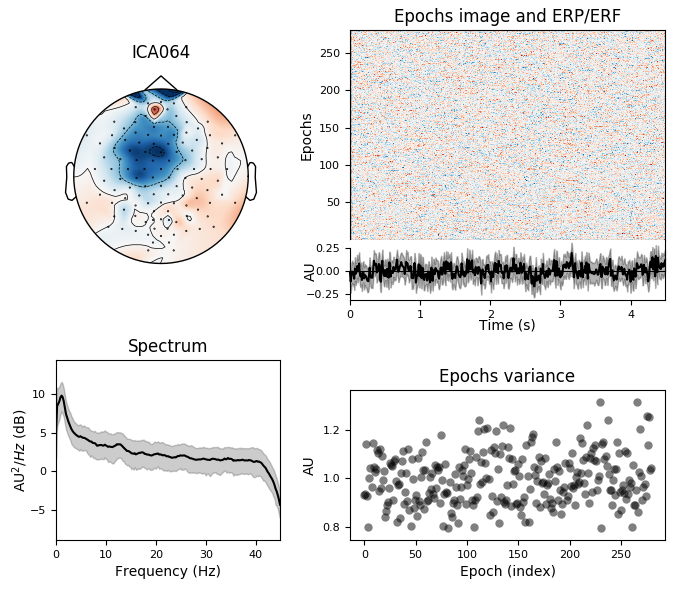 ICA064
Epochs image and ERP/ERF
Epochs
250
200
150
100
50
AU
0.25
0.00
−0.25
0 1 2 3 4
Time (s)
Spectrum
AU²/Hz (dB)
10
5
0
−5
0 10 20 30 40
Frequency (Hz)
Epochs variance
AU
1.2
1.0
0.8
0 50 100 150 200 250
Epoch (index)